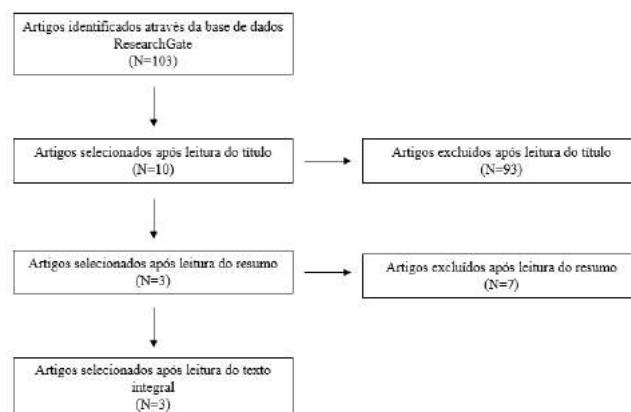 Artigos identificados através da base de dados
ResearchGate
(N=103)
Artigos selecionados após leitura do título
(N=10)
Artigos excluídos após leitura do título
(N=93)
Artigos selecionados após leitura do resumo
(N=3)
Artigos excluídos após leitura do resumo
(N=7)
Artigos selecionados após leitura do texto
integral
(N=3)